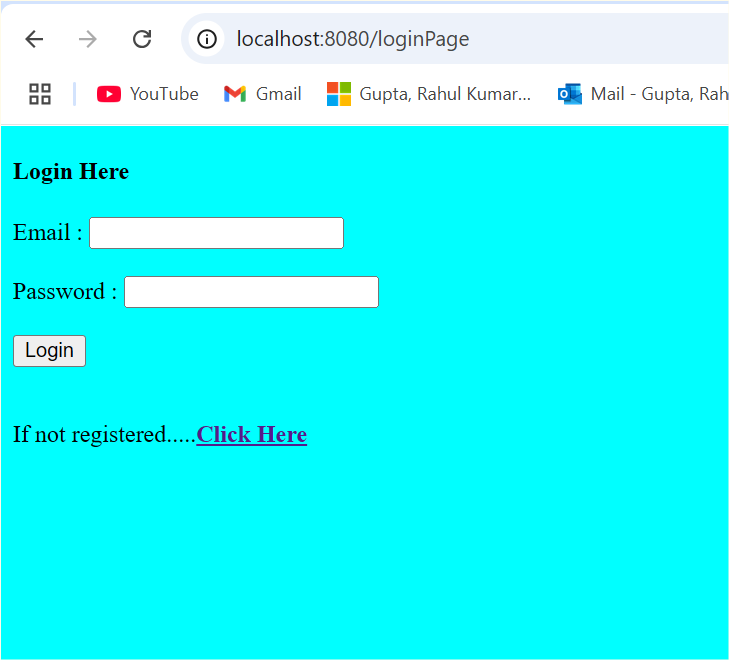 localhost:8080/loginPage
YouTube Gmail Gupta, Rahul Kumar... Mail - Gupta, Rah
Login Here
Email :
Password :
Login
If not registered.....Click Here